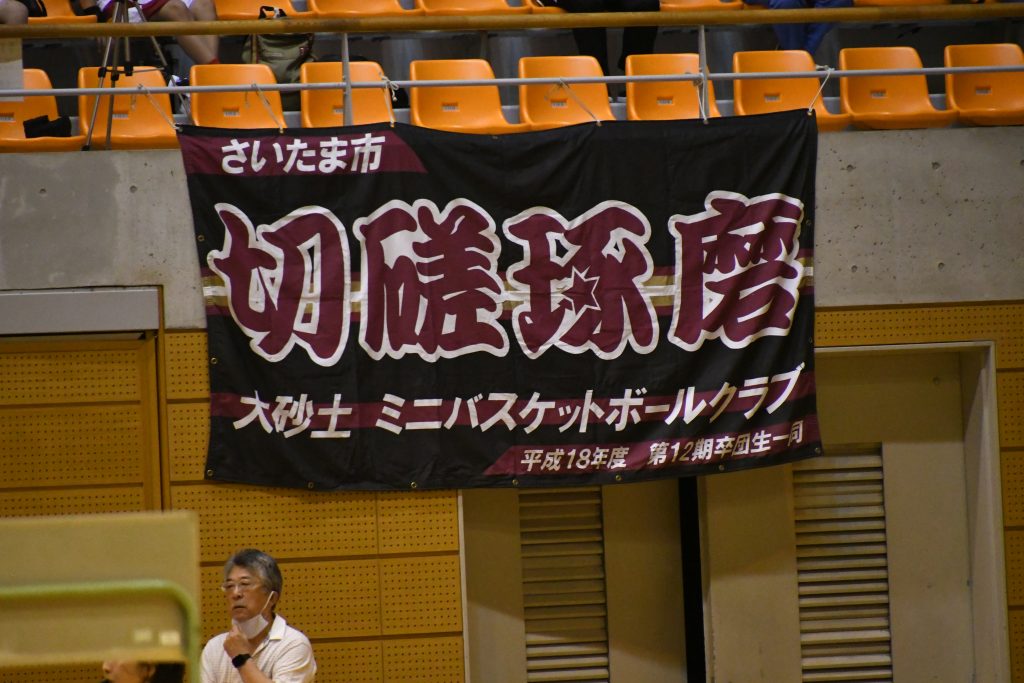 さいたま市
切磋琢磨
大砂土 ミニバスケットボールクラブ
平成18年度 第12期卒団生一同